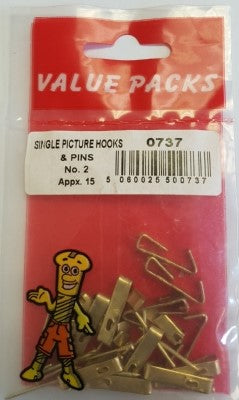 VALUE PACKS
SINGLE PICTURE HOOKS 0737
& PINS
No. 2
Appx. 15 5 060025 500737